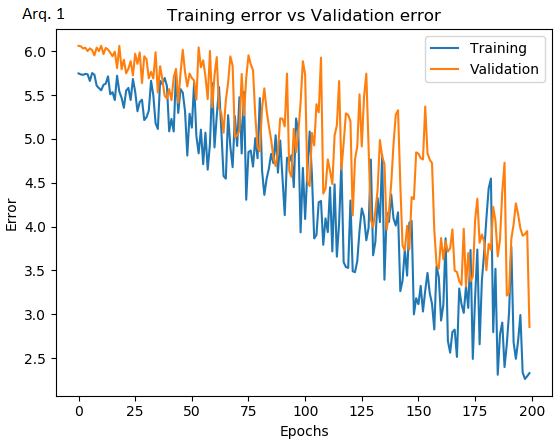 Arq. 1
Training error vs Validation error
Training
Validation
Error
6.0
5.5
5.0
4.5
4.0
3.5
3.0
2.5
0 25 50 75 100 125 150 175 200
Epochs